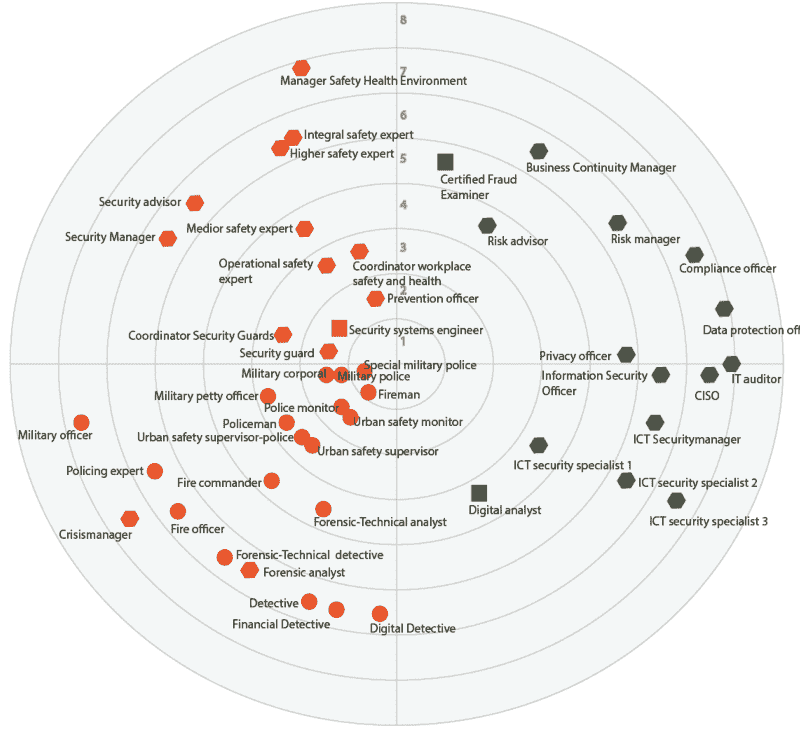 8
7
Manager Safety Health Environment
6
5
Integral safety expert
Higher safety expert
Certified Fraud
Examiner
Business Continuity Manager
Security advisor
4
Medior safety expert
Security Manager
3
Risk advisor
Risk manager
Operational safety
expert
Coordinator workplace
safety and health
Compliance officer
2
Prevention officer
Security systems engineer
Data protection off
Coordinator Security Guards
1
Security guard
Privacy officer
Special military police
Military corporal
Military police
Information Security
Officer
IT auditor
CISO
Military petty officer
Fireman
Police monitor
Urban safety monitor
Policeman
Military officer
Urban safety supervisor-police
ICT Securitymanager
Urban safety supervisor
Policing expert
ICT security specialist 1
Fire commander
ICT security specialist 2
Digital analyst
Forensic-Technical analyst
ICT security specialist 3
Fire officer
Crisismanager
Forensic-Technical detective
Forensic analyst
Detective
Financial Detective
Digital Detective